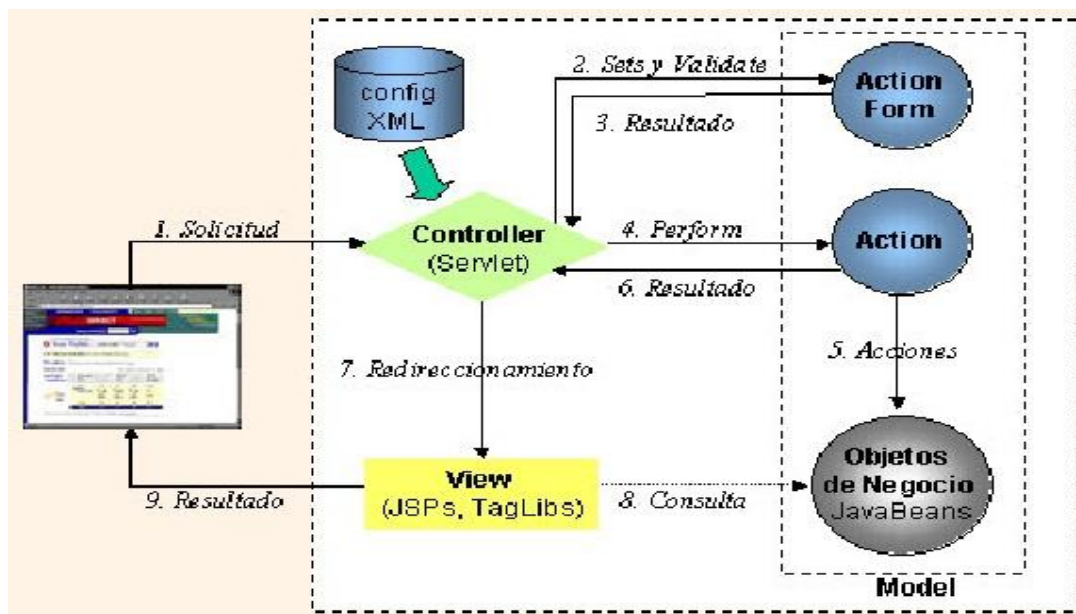 config
XML
2. Sets y Validate
Action
Form
3. Resultado
1. Solicitud
Controller
(Servlet)
4. Perform
Action
6. Resultado
5. Acciones
7. Redireccionamiento
Objetos
de Negocio
JavaBeans
View
(JSPs, TagLibs)
8. Consulta
9. Resultado
Model